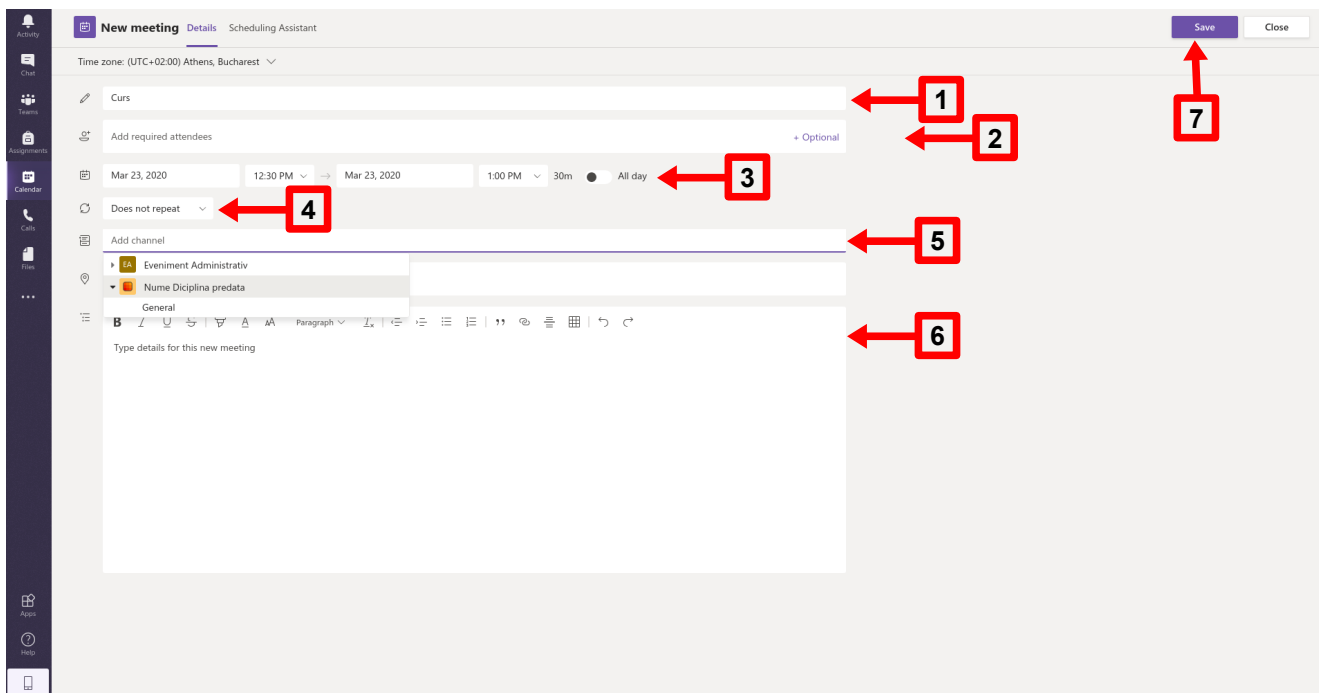 Activity
Chat
Teams
Assignments
Calendar
Calls
Files
Apps
Help
New meeting Details Scheduling Assistant
Save Close
Time zone: (UTC+02:00) Athens, Bucharest
7
Curs
1
Add required attendees + Optional
2
Mar 23, 2020 12:30 PM → Mar 23, 2020 1:00 PM 30m All day
3
Does not repeat
4
Add channel
5
EA Eveniment Administrativ
Nume Diciplina predata
General
B I U S A AA Paragraph Ix
6
Type details for this new meeting